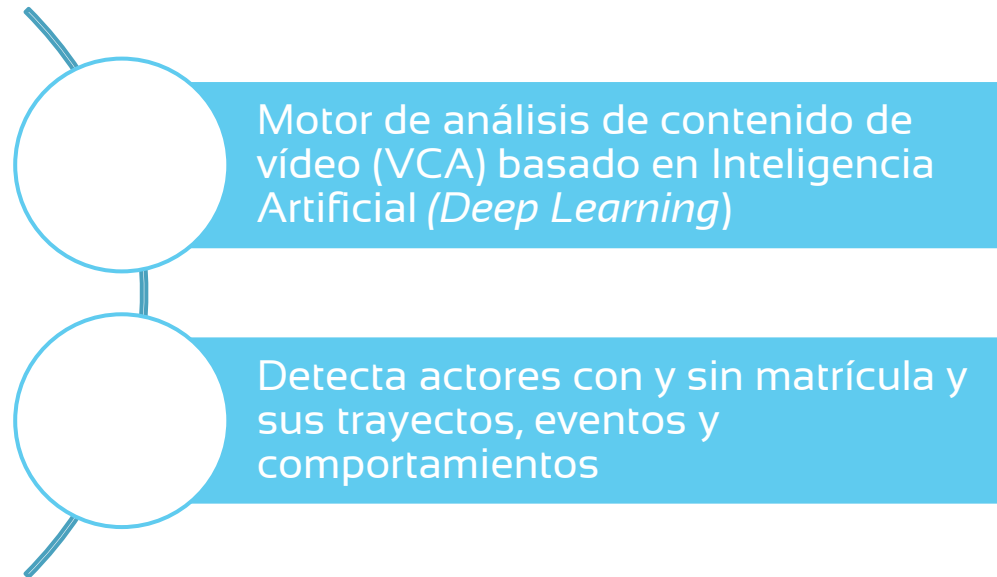 Motor de análisis de contenido de
vídeo (VCA) basado en Inteligencia
Artificial (Deep Learning)
Detecta actores con y sin matrícula y
sus trayectos, eventos y
comportamientos